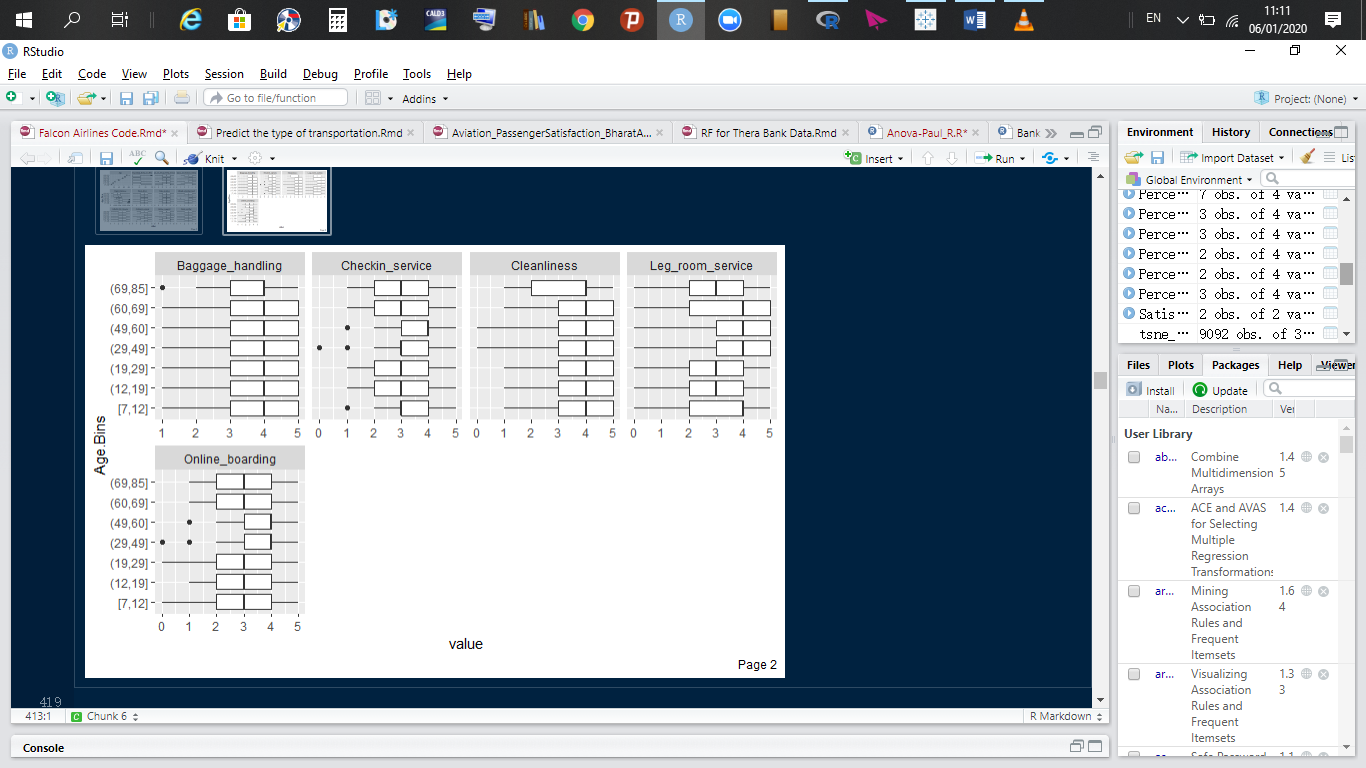 CALD3
EN
11:11
06/01/2020
RStudio
File Edit Code View Plots Session Build Debug Profile Tools Help
Go to file/function
Addins
Project: (None)
Falcon Airlines Code.Rmd*
Predict the type of transportation.Rmd
Aviation_PassengerSatisfaction_BharatA...
RF for Thera Bank Data.Rmd
Anova-Paul_R.R*
Bank
ABC
Knit
Insert
Run
Baggage_handling
Checkin_service
Cleanliness
Leg_room_service
(69,85]
(60,69]
(49,60]
(29,49]
(19,29]
(12,19]
[7,12]
1 2 3 4 5
0 1 2 3 4 5
0 1 2 3 4 5
0 1 2 3 4 5
Age.Bins
Online_boarding
(69,85]
(60,69]
(49,60]
(29,49]
(19,29]
(12,19]
[7,12]
0 1 2 3 4 5
value
Page 2
419
413:1
Chunk 6
R Markdown
Console
Environment History Connections
Import Dataset
Lis
Global Environment
Perce… 7 obs. of 4 va…
Perce… 3 obs. of 4 va…
Perce… 3 obs. of 4 va…
Perce… 2 obs. of 4 va…
Perce… 2 obs. of 4 va…
Perce… 3 obs. of 4 va…
Satis… 2 obs. of 2 va…
tsne_… 9092 obs. of 3…
Files Plots Packages Help Viewer
Install Update
Na... Description Ver
User Library
ab... Combine 1.4
Multidimension 5
Arrays
ac... ACE and AVAS 1.4
for Selecting
Multiple
Regression
Transformations
ar... Mining 1.6
Association 4
Rules and
Frequent
Itemsets
ar... Visualizing 1.3
Association 3
Rules and
Frequent
Itemsets